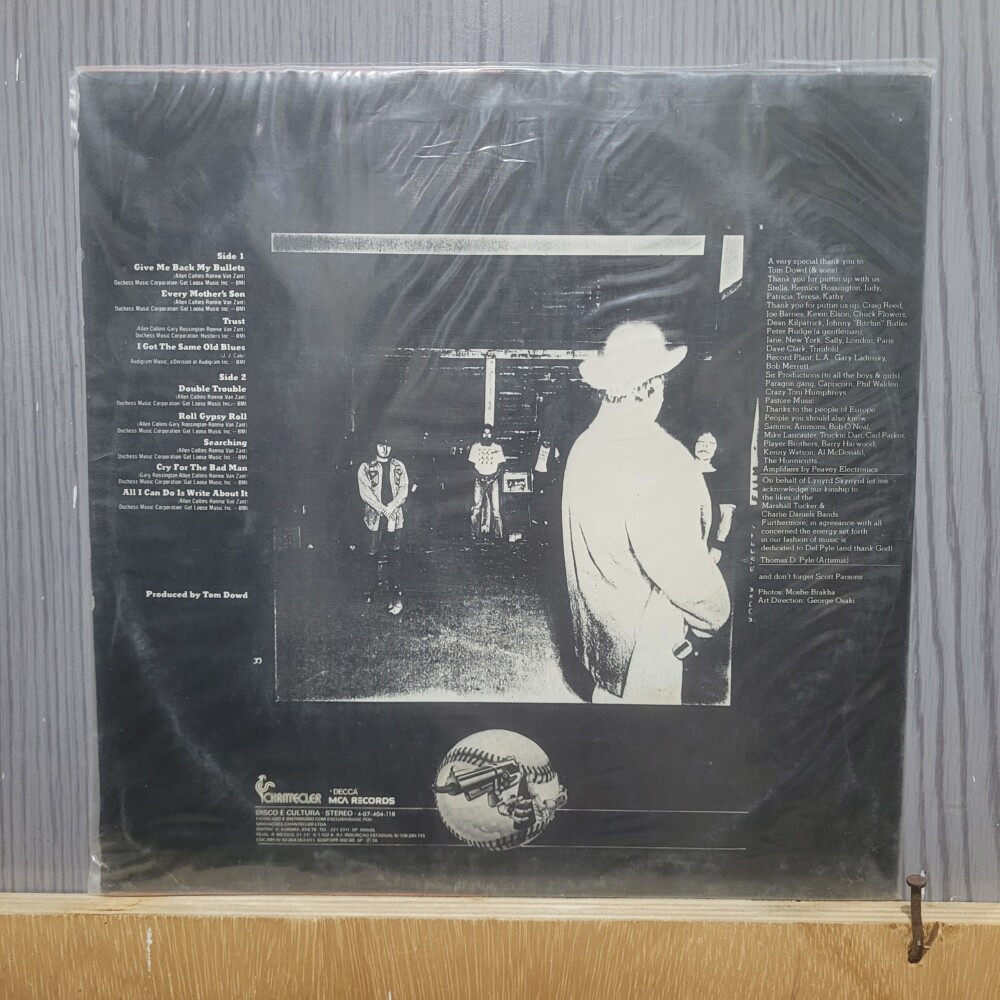 Side 1
Give Me Back My Bullets
(Allen Collins-Ronnie Van Zant)
Duchess Music Corporation/Get Loose Music Inc. — BMI
Every Mother's Son
(Allen Collins-Ronnie Van Zant)
Duchess Music Corporation/Get Loose Music Inc. — BMI
Trust
(Allen Collins-Gary Rossington-Ronnie Van Zant)
Duchess Music Corporation/Hustlers Inc. — BMI
I Got The Same Old Blues
(J. J. Cale)
Audigram Music, a Division of Audigram Inc. — BMI
Side 2
Double Trouble
(Allen Collins-Ronnie Van Zant)
Duchess Music Corporation/Get Loose Music Inc. — BMI
Roll Gypsy Roll
(Allen Collins-Gary Rossington-Ronnie Van Zant)
Duchess Music Corporation/Get Loose Music Inc. — BMI
Searching
(Allen Collins-Ronnie Van Zant)
Duchess Music Corporation/Get Loose Music Inc. — BMI
Cry For The Bad Man
(Gary Rossington-Allen Collins-Ronnie Van Zant)
Duchess Music Corporation/Get Loose Music Inc. — BMI
All I Can Do Is Write About It
(Allen Collins-Ronnie Van Zant)
Duchess Music Corporation/Get Loose Music Inc. — BMI
Produced by Tom Dowd
A very special thank you to
Tom Dowd (& sons)
Thank you for puttin up with us:
Stella, Bernice Rossington, Judy,
Patricia, Teresa, Kathy
Thank you for puttin us up, Craig Reed,
Joe Barnes, Kevin Elson, Chuck Flowers,
Dean Kilpatrick, Johnny "Bitchin" Butler
Peter Rudge (a gentleman),
Jane, New York, Sally, London, Paris
Dave Clark, Trinifold
Record Plant, L.A., Gary Ladinsky,
Bob Merrett
Sir Productions (to all the boys & girls)
Paragon gang, Capricorn, Phil Walden
Crazy Toni Humphreys
Pastore Music
Thanks to the people of Europe
People you should also know:
Sammie Ammons, Bob O'Neal,
Mike Lancaster, Truckin Dan, Carl Parker,
Player Brothers, Barry Harwood,
Kenny Watson, Al McDonald,
The Honnicutts
Amplifiers by Peavey Electronics
On behalf of Lynyrd Skynyrd let me
acknowledge our kinship to
the likes of the
Marshall Tucker &
Charlie Daniels Bands.
Furthermore, in agreeance with all
concerned the energy set forth
in our fashion of music is
dedicated to Del Pyle (and thank God)
Thomas D. Pyle (Artimus)
and don't forget Scott Parsons
Photos: Moshe Brakha
Art Direction: George Osaki
CHANTECLER
DECCA
MCA RECORDS
DISCO É CULTURA - STEREO - 4-07-404-118